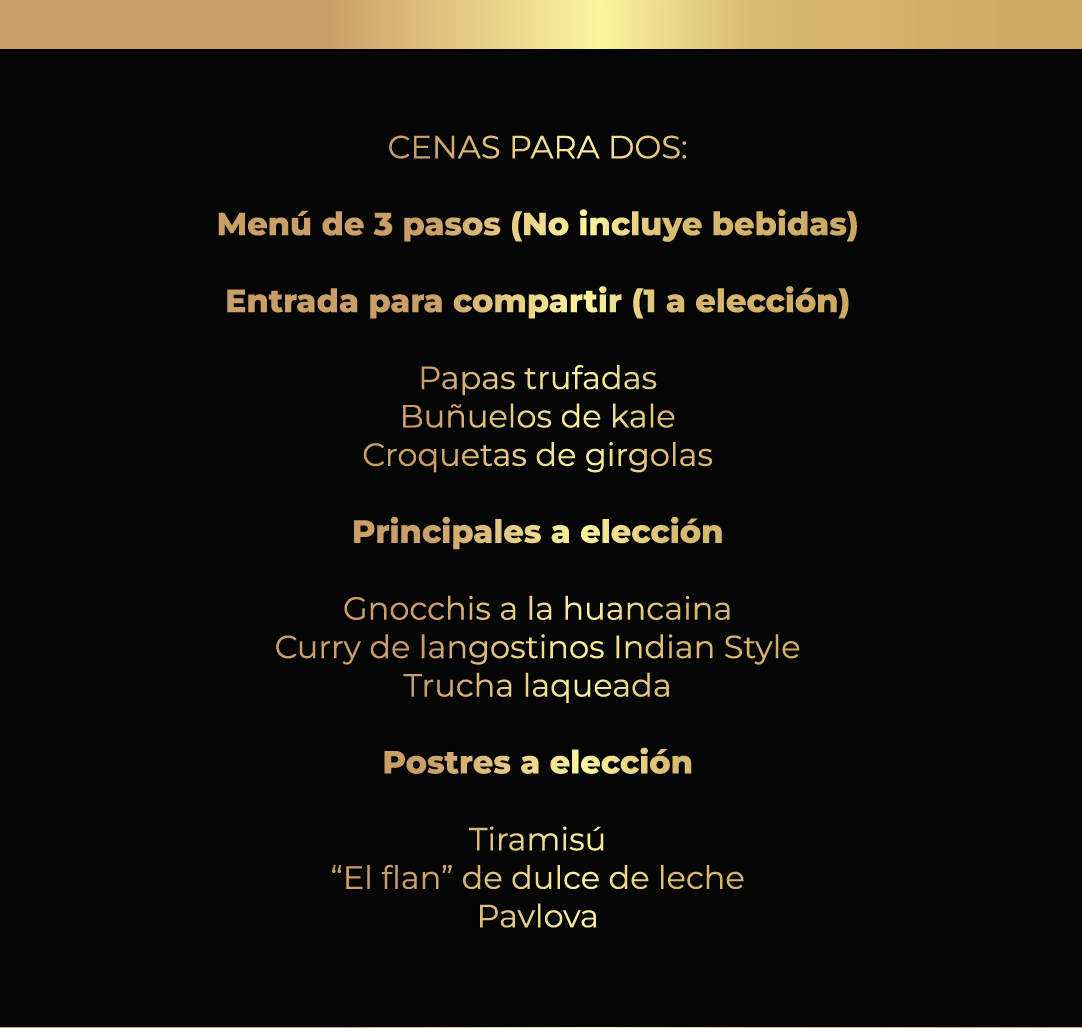 CENAS PARA DOS:
Menú de 3 pasos (No incluye bebidas)
Entrada para compartir (1 a elección)
Papas trufadas
Buñuelos de kale
Croquetas de girgolas
Principales a elección
Gnocchis a la huancaina
Curry de langostinos Indian Style
Trucha laqueada
Postres a elección
Tiramisú
“El flan” de dulce de leche
Pavlova